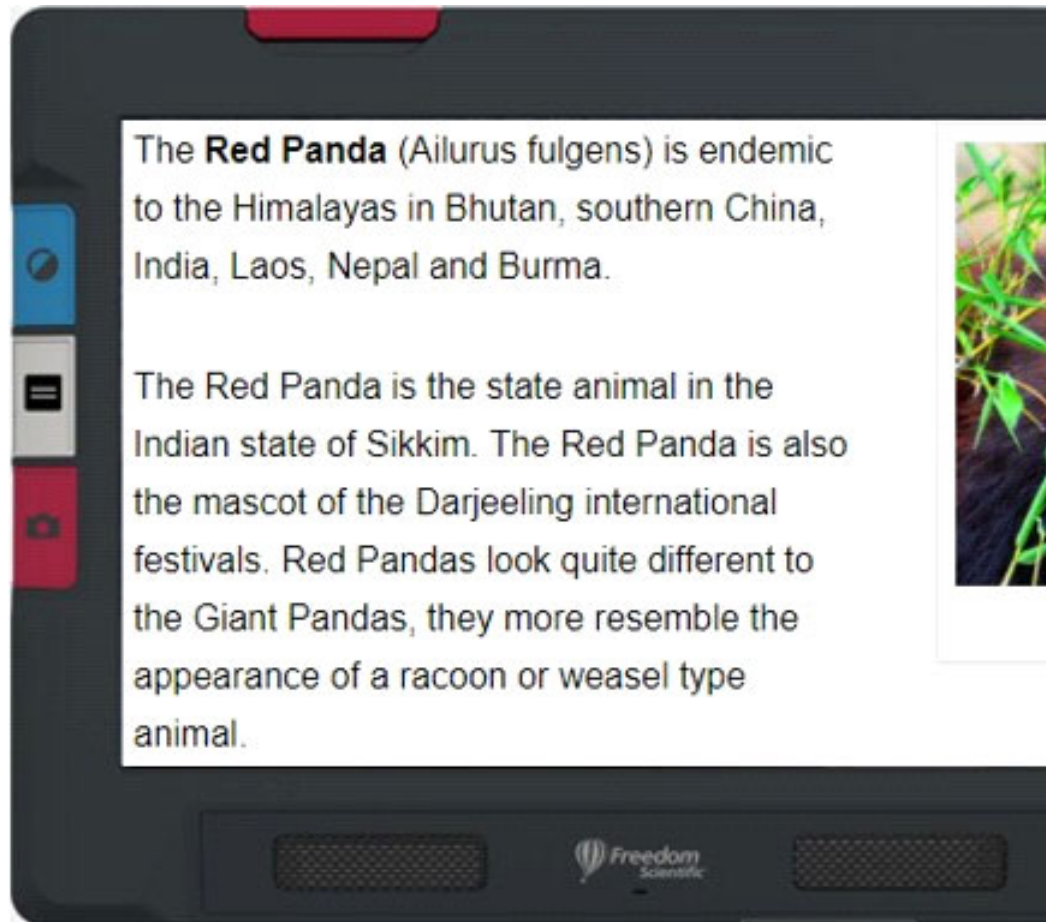 The Red Panda (Ailurus fulgens) is endemic
to the Himalayas in Bhutan, southern China,
India, Laos, Nepal and Burma.
The Red Panda is the state animal in the
Indian state of Sikkim. The Red Panda is also
the mascot of the Darjeeling international
festivals. Red Pandas look quite different to
the Giant Pandas, they more resemble the
appearance of a racoon or weasel type
animal.
Freedom
Scientific